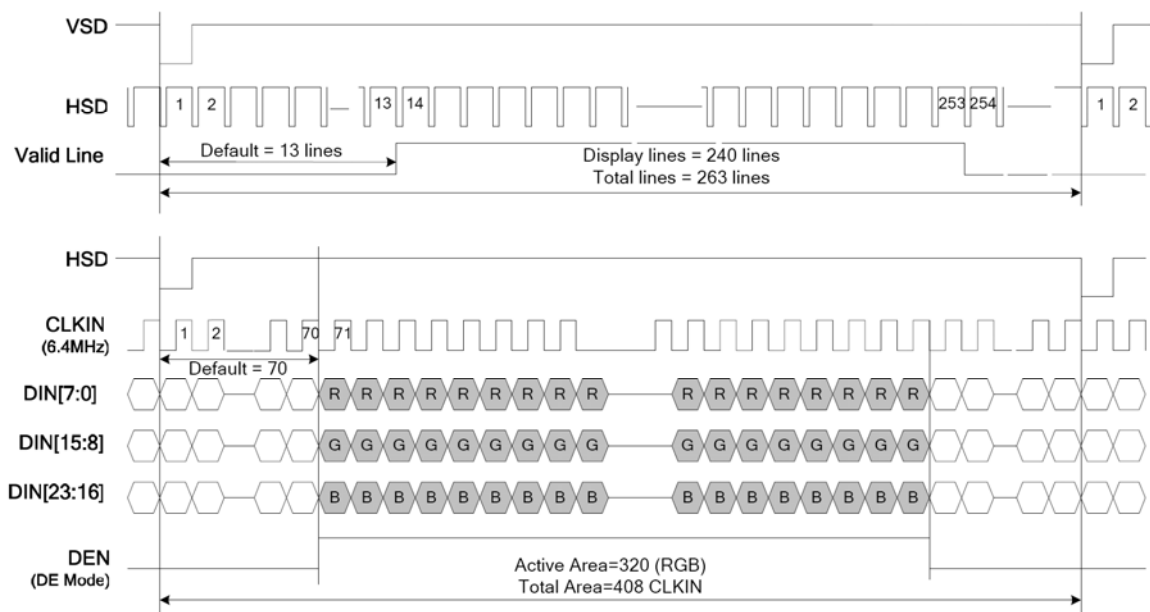 VSD
HSD 1 2 13 14 253 254 1 2
Valid Line
Default = 13 lines
Display lines = 240 lines
Total lines = 263 lines
HSD
CLKIN 1 2 70 71
(6.4MHz)
Default = 70
DIN[7:0] R R R R R R R R R R R R R R R R R
DIN[15:8] G G G G G G G G G G G G G G G G G
DIN[23:16] B B B B B B B B B B B B B B B B B
DEN
(DE Mode)
Active Area=320 (RGB)
Total Area=408 CLKIN